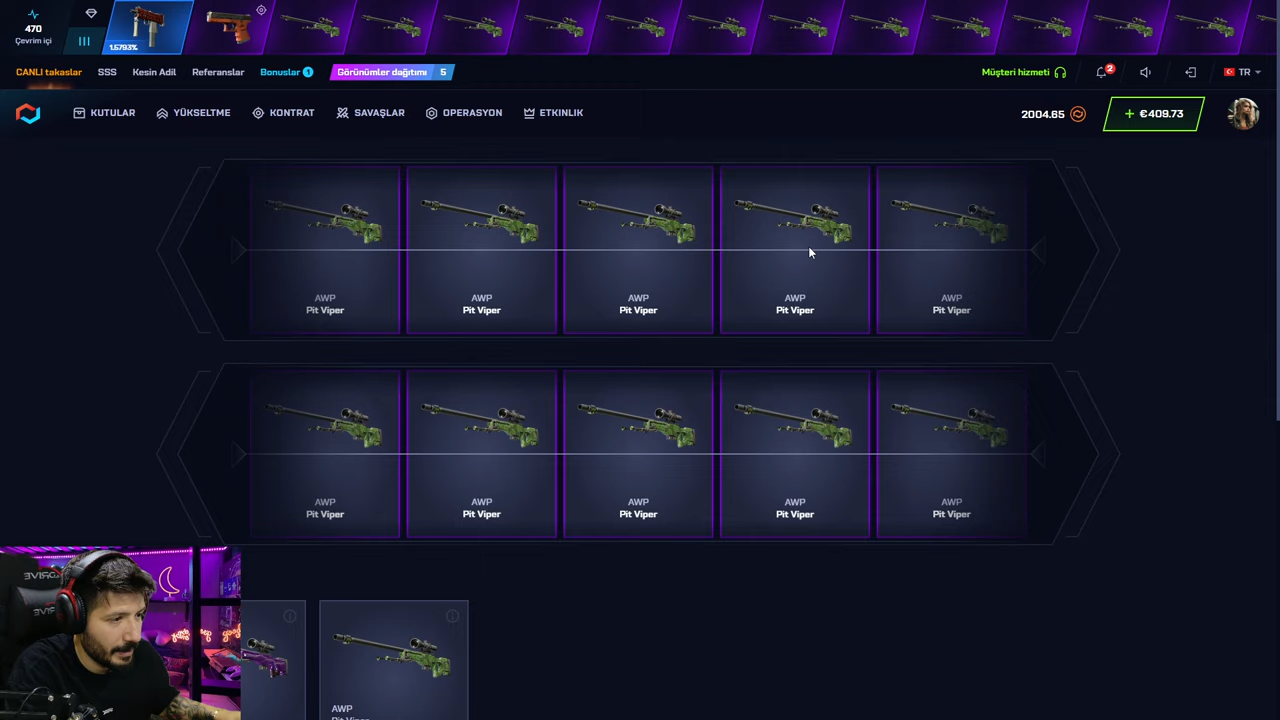 470
Çevrim içi
1.5793%
CANLI takaslar
SSS
Kesin Adil
Referanslar
Bonuslar 1
Görünümler dağıtımı 5
Müşteri hizmeti
2
TR
KUTULAR
YÜKSELTME
KONTRAT
SAVAŞLAR
OPERASYON
ETKINLIK
2004.65
+ €409.73
AWP
Pit Viper
AWP
Pit Viper
AWP
Pit Viper
AWP
Pit Viper
AWP
Pit Viper
AWP
Pit Viper
AWP
Pit Viper
AWP
Pit Viper
AWP
Pit Viper
AWP
Pit Viper
AWP
Pit Viper